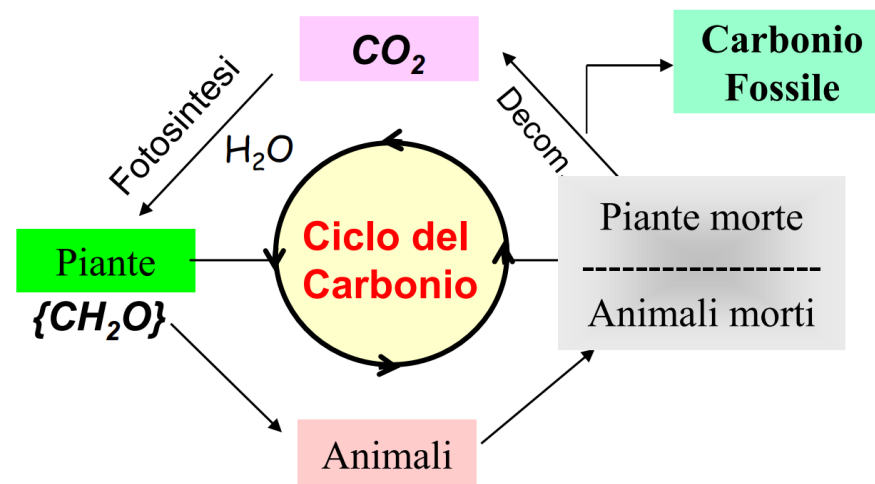 CO₂
Carbonio
Fossile
Fotosintesi
H₂O
Decom.
Ciclo del
Carbonio
Piante
{CH₂O}
Piante morte
Animali morti
Animali